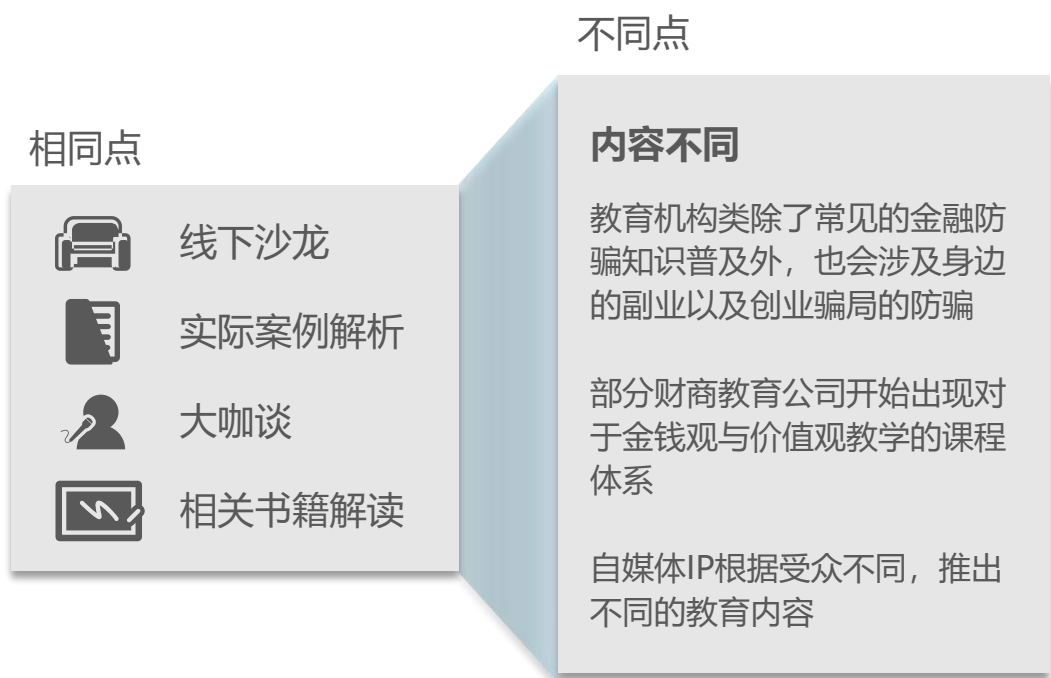 相同点
线下沙龙
实际案例解析
大咖谈
相关书籍解读
不同点
内容不同
教育机构类除了常见的金融防
骗知识普及外，也会涉及身边
的副业以及创业骗局的防骗
部分财商教育公司开始出现对
于金钱观与价值观教学的课程
体系
自媒体IP根据受众不同，推出
不同的教育内容